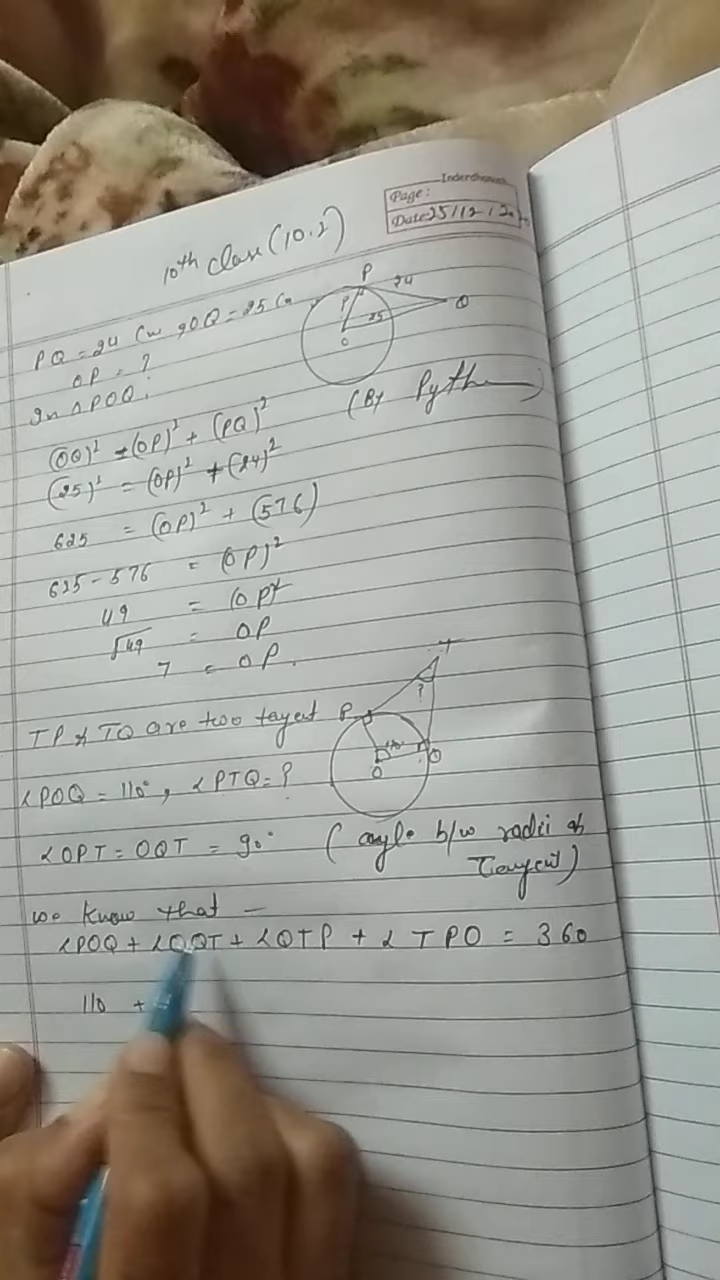 Inderdhanush
Page:
Date: 25/12/20
10th class (10.2)
PQ = 24 Cm, OQ = 25 Cm
OP = ?
In △POQ;
P 24
P
25 Q
O
(By Pyth
(OQ)² = (OP)² + (PQ)²
(25)² = (OP)² + (24)²
625 = (OP)² + (576)
625 - 576 = (OP)²
49 = (OP)²
√49 = OP
7 = OP.
T
?
TP & TQ are two tayent
P
110
O Q
∠POQ = 110°, ∠PTQ = ?
∠OPT = OQT = 90° (angle b/w radii of
Tangent)
we know that -
∠POQ + ∠OQT + ∠QTP + ∠TPO = 360
110 +